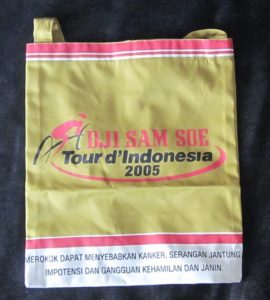 DJI SAM SOE
Tour d'Indonesia
2005
MEROKOK DAPAT MENYEBABKAN KANKER, SERANGAN JANTUNG
IMPOTENSI DAN GANGGUAN KEHAMILAN DAN JANIN.